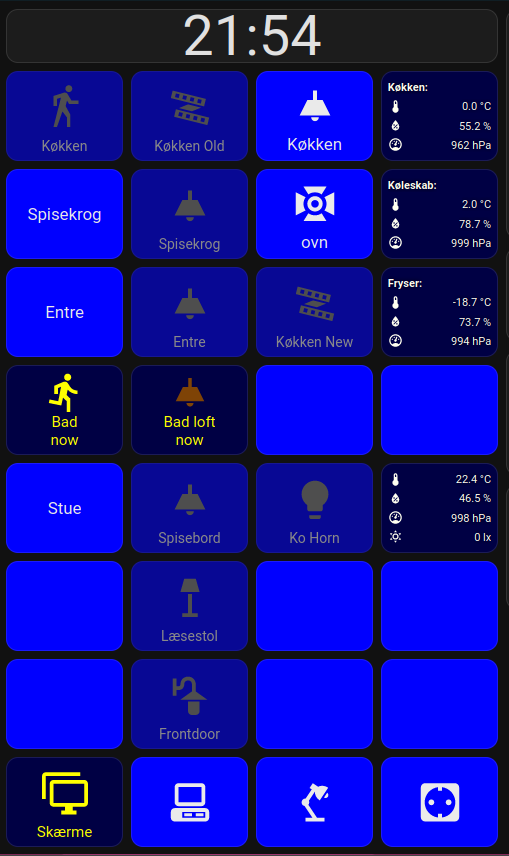 21:54
Køkken
Køkken Old
Køkken
Køkken:
0.0 °C
55.2 %
962 hPa
Spisekrog
Spisekrog
ovn
Køleskab:
2.0 °C
78.7 %
999 hPa
Entre
Entre
Køkken New
Fryser:
-18.7 °C
73.7 %
994 hPa
Bad
now
Bad loft
now
Stue
Spisebord
Ko Horn
22.4 °C
46.5 %
998 hPa
0 lx
Læsestol
Frontdoor
Skærme